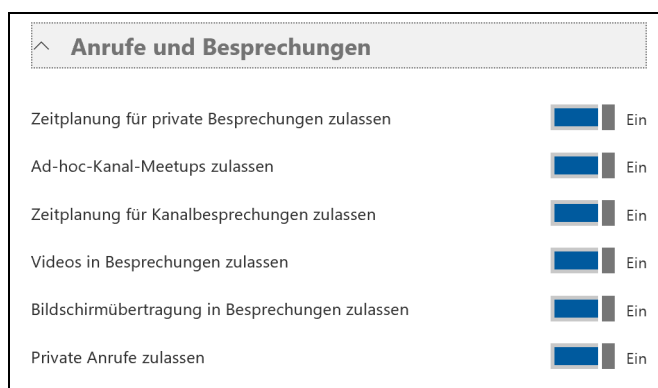 Anrufe und Besprechungen
Zeitplanung für private Besprechungen zulassen Ein
Ad-hoc-Kanal-Meetups zulassen Ein
Zeitplanung für Kanalbesprechungen zulassen Ein
Videos in Besprechungen zulassen Ein
Bildschirmübertragung in Besprechungen zulassen Ein
Private Anrufe zulassen Ein